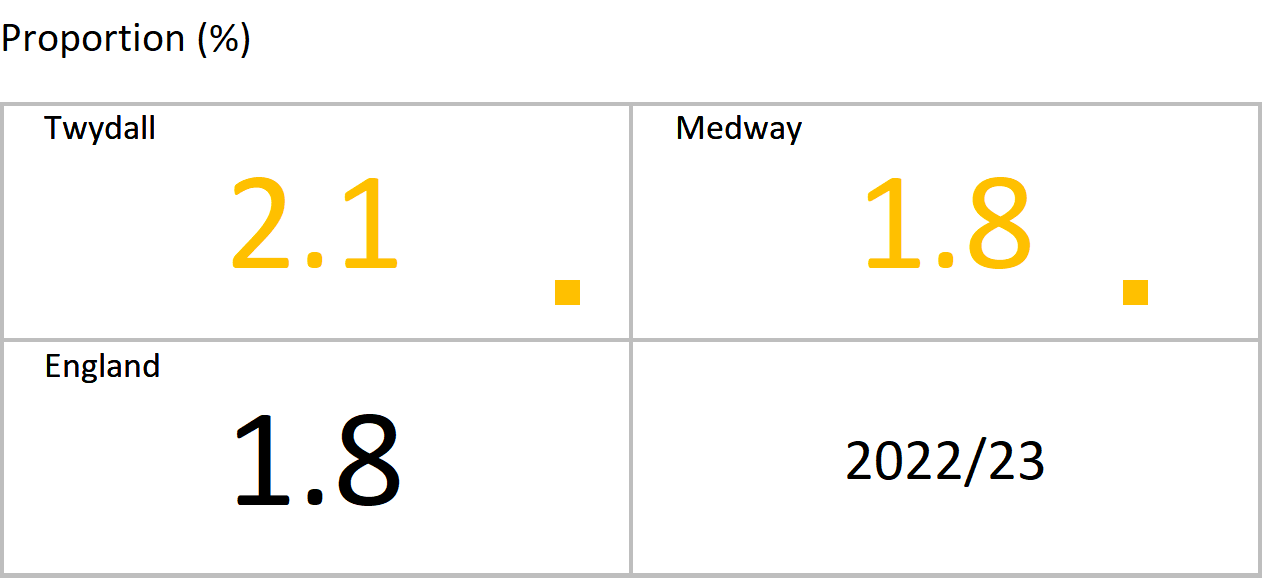 Proportion (%)
Twydall
2.1
Medway
1.8
England
1.8
2022/23